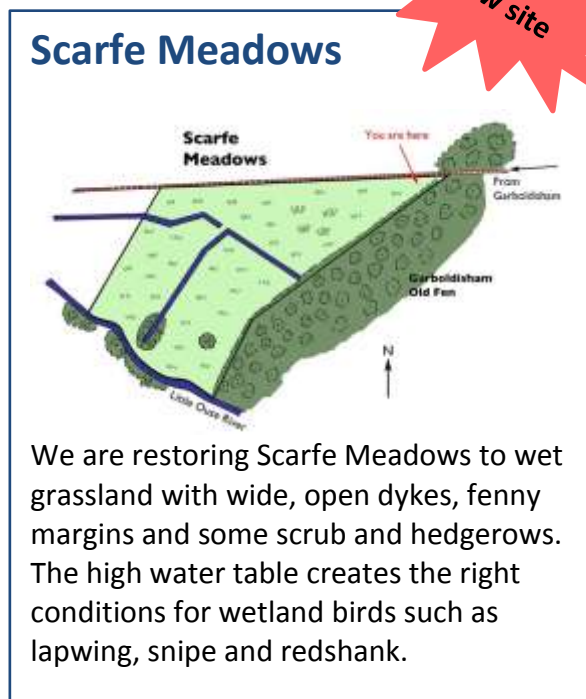 w site
Scarfe Meadows
Scarfe
Meadows
You are here
From
Garboldisham
Garboldisham
Old Fen
N
Little Ouse River
We are restoring Scarfe Meadows to wet
grassland with wide, open dykes, fenny
margins and some scrub and hedgerows.
The high water table creates the right
conditions for wetland birds such as
lapwing, snipe and redshank.